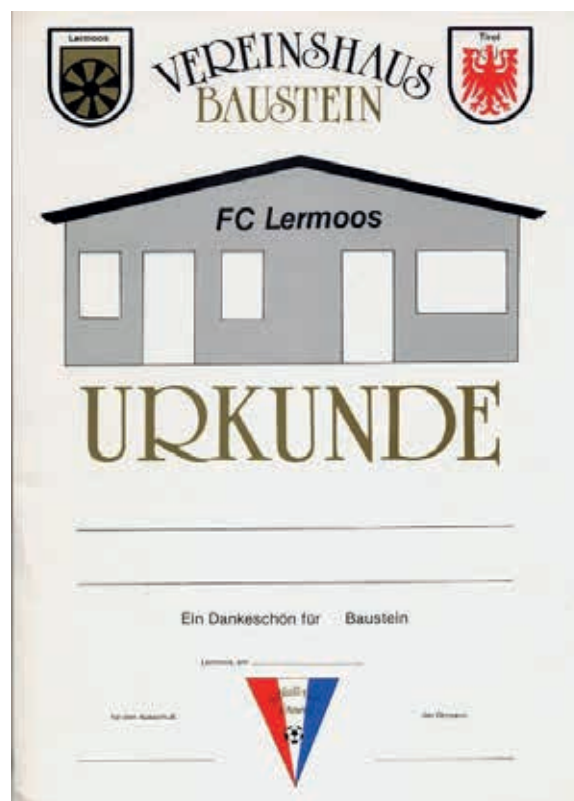 Lermoos
Tirol
VEREINSHAUS
BAUSTEIN
FC Lermoos
URKUNDE
Ein Dankeschön für Baustein
Lermoos, am
für den Ausschuß
der Obmann